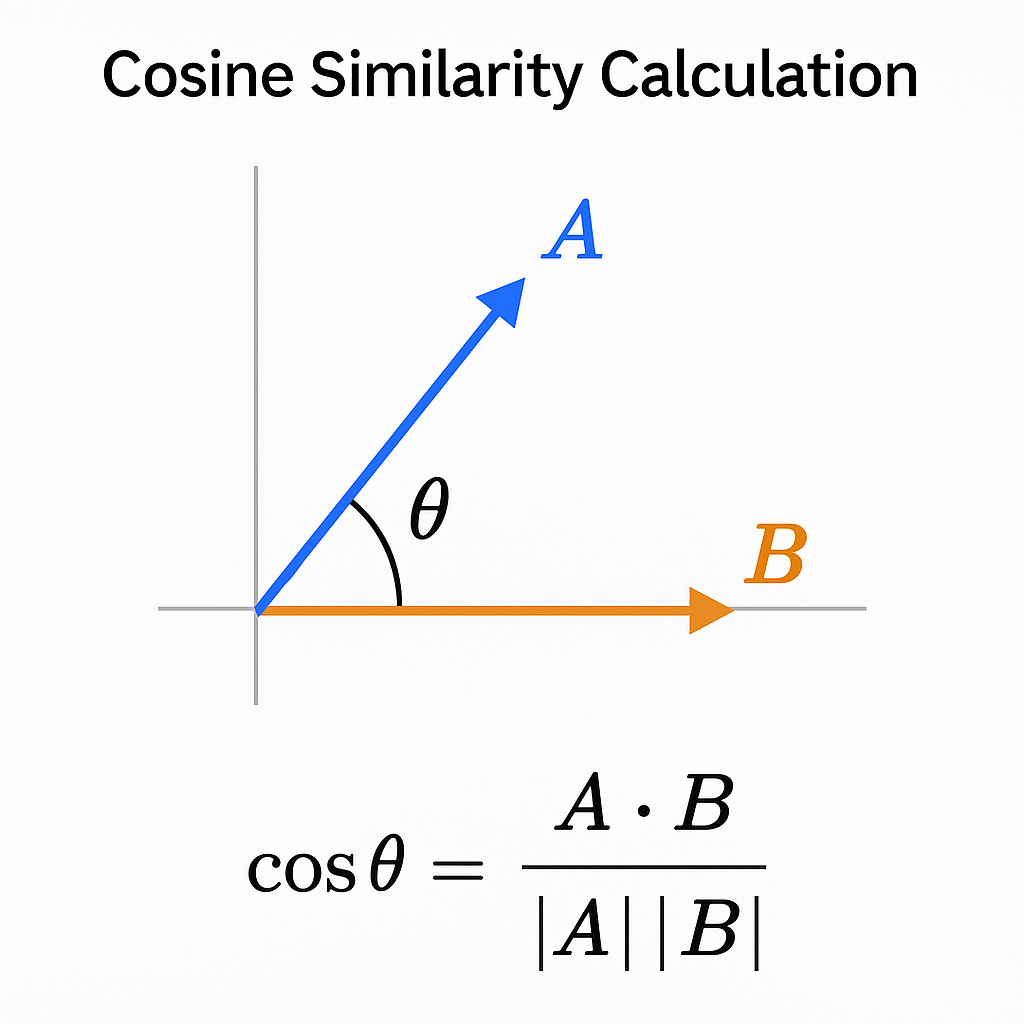 Cosine Similarity Calculation
A
θ
B
cos θ = A · B
|A| |B|